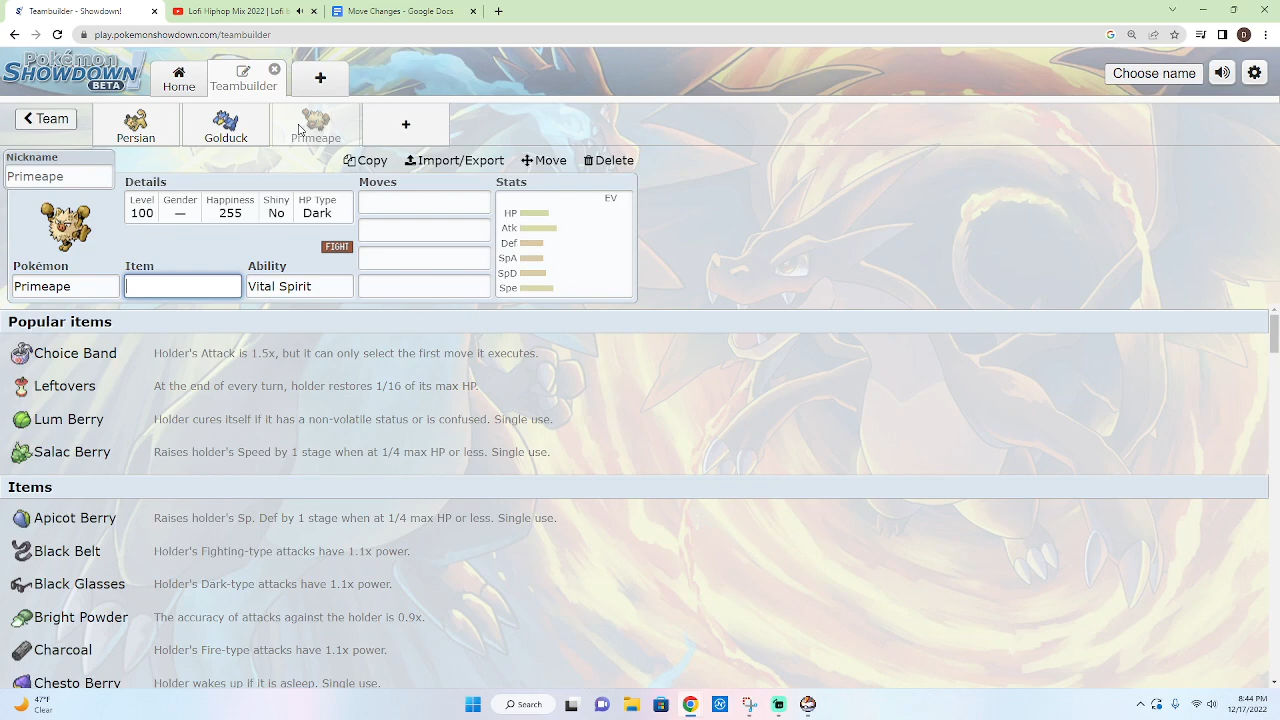 Teambuilder - Showdown!
Lofi Hiphop Mix 2022 | Lofi b
Move Changes - Google Docs
play.pokemonshowdown.com/teambuilder
D
Pokémon
SHOWDOWN!
BETA
Home
Teambuilder
+
Choose name
Team
Persian
Golduck
Primeape
+
Nickname
Primeape
Copy
Import/Export
Move
Delete
Details
Moves
Stats
Level
Gender
Happiness
Shiny
HP Type
100
—
255
No
Dark
EV
HP
Atk
Def
SpA
SpD
Spe
FIGHT
Pokémon
Item
Ability
Primeape
Vital Spirit
Popular items
Choice Band Holder's Attack is 1.5x, but it can only select the first move it executes.
Leftovers At the end of every turn, holder restores 1/16 of its max HP.
Lum Berry Holder cures itself if it has a non-volatile status or is confused. Single use.
Salac Berry Raises holder's Speed by 1 stage when at 1/4 max HP or less. Single use.
Items
Apicot Berry Raises holder's Sp. Def by 1 stage when at 1/4 max HP or less. Single use.
Black Belt Holder's Fighting-type attacks have 1.1x power.
Black Glasses Holder's Dark-type attacks have 1.1x power.
Bright Powder The accuracy of attacks against the holder is 0.9x.
Charcoal Holder's Fire-type attacks have 1.1x power.
Chesto Berry Holder wakes up if it is asleep. Single use.
47°F
Clear
Search
8:44 PM
12/17/2022